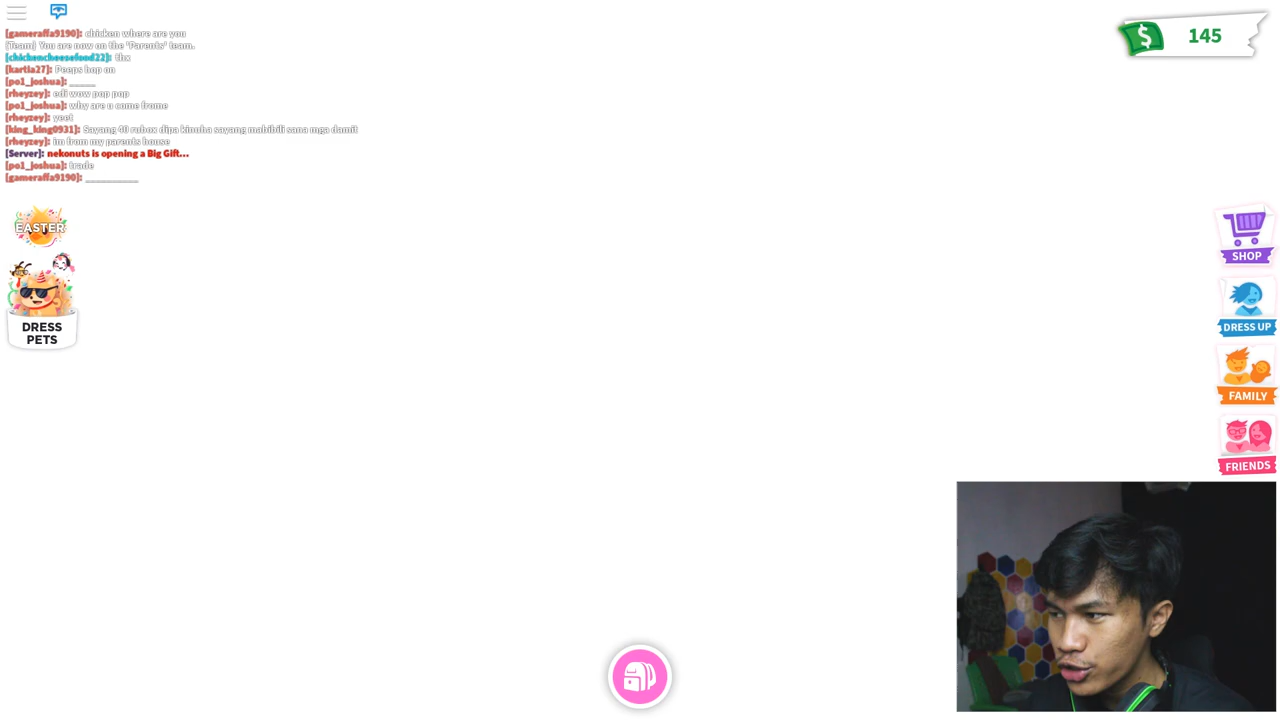 [gameraffa9190]: chicken where are you
[Team] You are now on the 'Parents' team.
[chickencheesefood22]: thx
[kartia27]: Peeps hop on
[po1_joshua]: _____
[rheyzey]: edi wow pop pop
[po1_joshua]: why are u come frome
[rheyzey]: yeet
[king_king0931]: Sayang 40 robox dipa kinuha sayang mabibili sana mga damit
[rheyzey]: im from my parents house
[Server]: nekonuts is opening a Big Gift...
[po1_joshua]: trade
[gameraffa9190]: __________
$ 145
EASTER
DRESS
PETS
SHOP
DRESS UP
FAMILY
FRIENDS